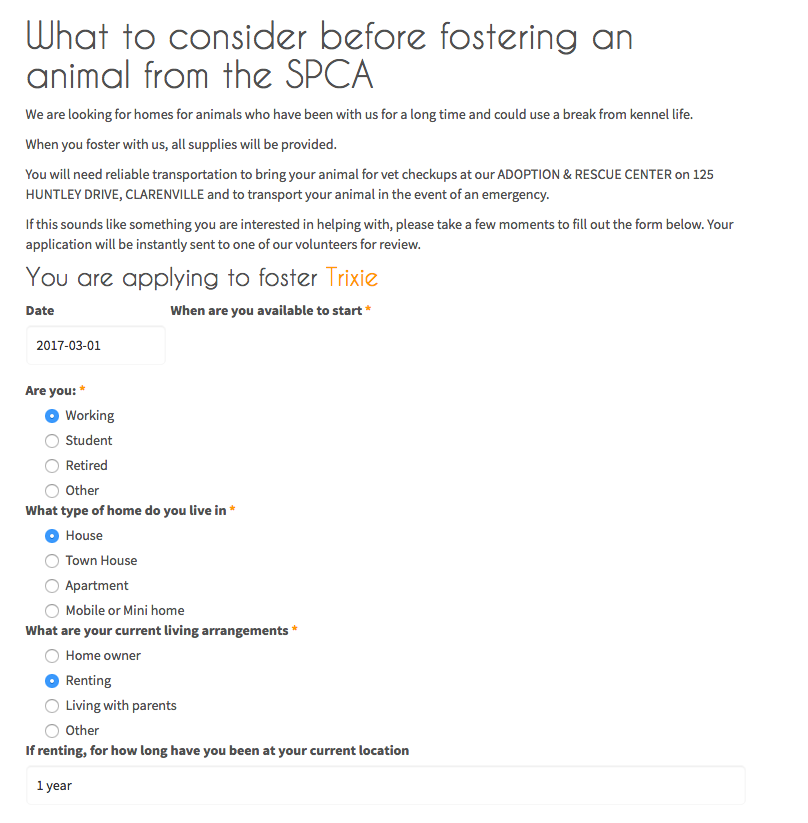 What to consider before fostering an
animal from the SPCA
We are looking for homes for animals who have been with us for a long time and could use a break from kennel life.
When you foster with us, all supplies will be provided.
You will need reliable transportation to bring your animal for vet checkups at our ADOPTION & RESCUE CENTER on 125
HUNTLEY DRIVE, CLARENVILLE and to transport your animal in the event of an emergency.
If this sounds like something you are interested in helping with, please take a few moments to fill out the form below. Your
application will be instantly sent to one of our volunteers for review.
You are applying to foster Trixie
Date When are you available to start *
2017-03-01
Are you: *
Working
Student
Retired
Other
What type of home do you live in *
House
Town House
Apartment
Mobile or Mini home
What are your current living arrangements *
Home owner
Renting
Living with parents
Other
If renting, for how long have you been at your current location
1 year